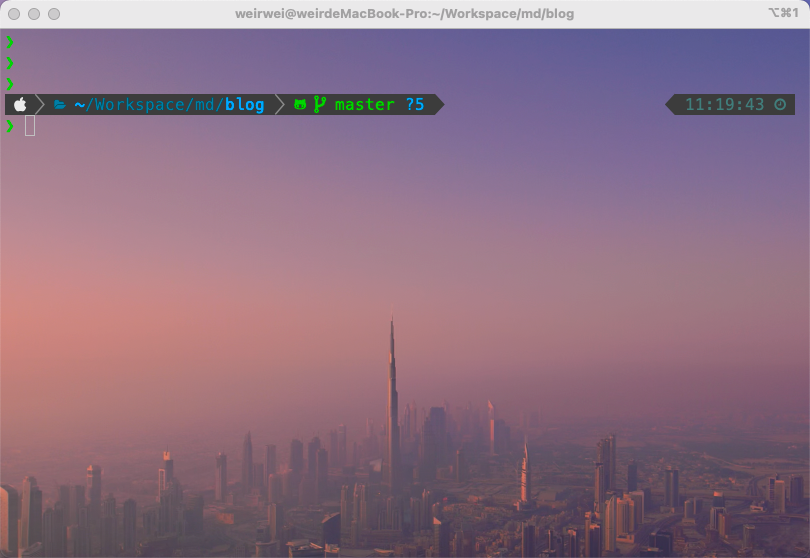 weirwei@weirdeMacBook-Pro:~/Workspace/md/blog ⌥⌘1
❯
❯
❯
~/Workspace/md/blog master ?5 11:19:43
❯